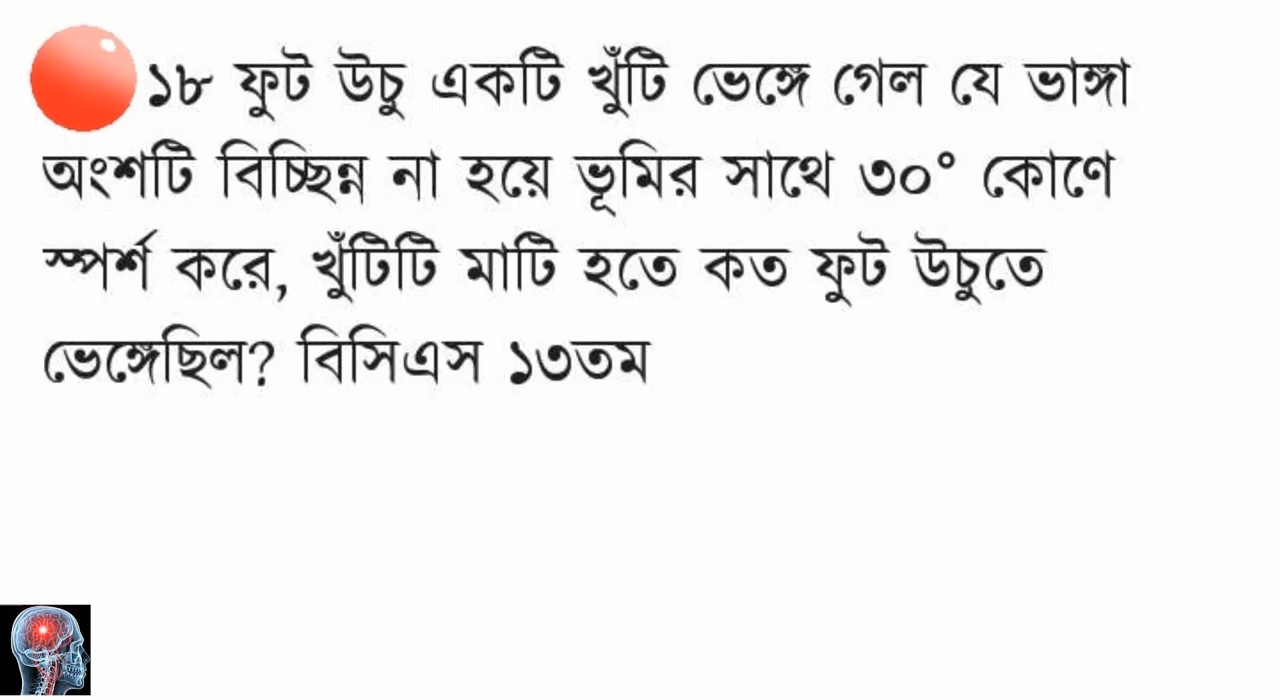 ১৮ ফুট উচু একটি খুঁটি ভেঙ্গে গেল যে ভাঙ্গা
অংশটি বিচ্ছিন্ন না হয়ে ভূমির সাথে ৩০° কোণে
স্পর্শ করে, খুঁটিটি মাটি হতে কত ফুট উচুতে
ভেঙ্গেছিল? বিসিএস ১৩তম